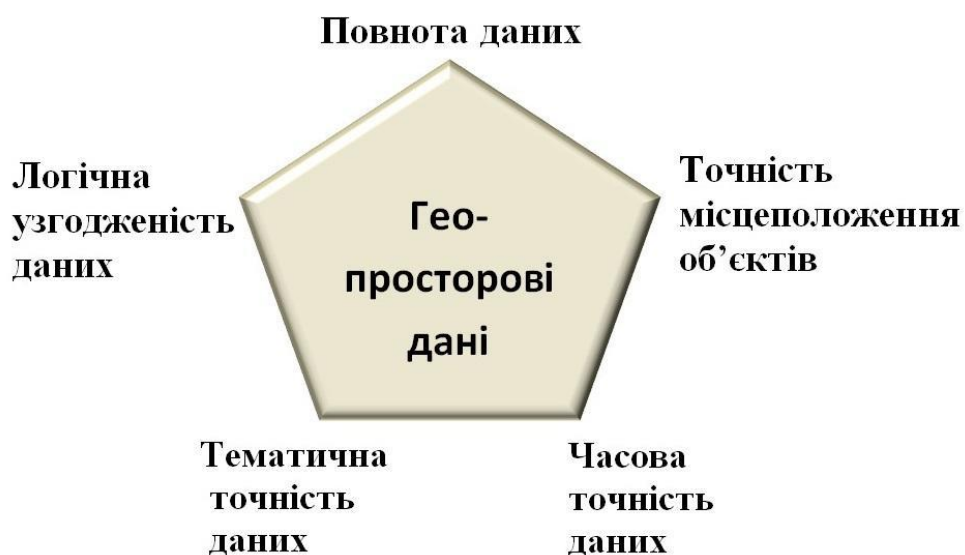 Повнота даних
Логічна
узгодженість
даних
Точність
місцеположення
об’єктів
Гео-
просторові
дані
Тематична
точність
даних
Часова
точність
даних